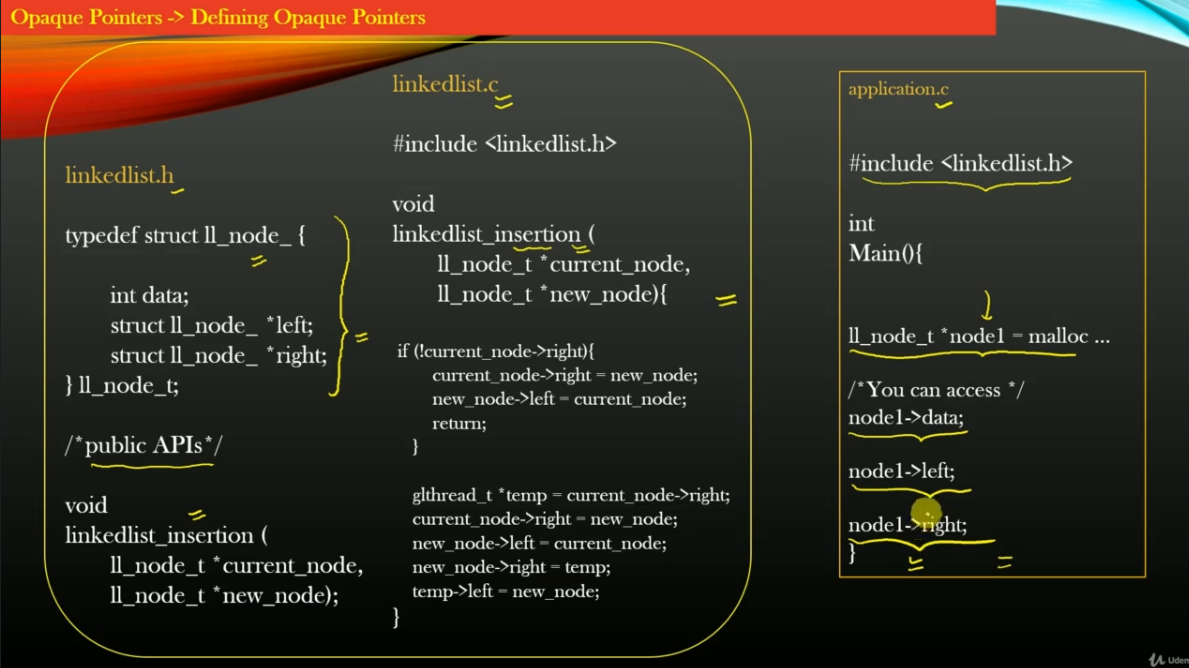 Opaque Pointers -> Defining Opaque Pointers
linkedlist.h
typedef struct ll_node_ {
int data;
struct ll_node_ *left;
struct ll_node_ *right;
} ll_node_t;
/*public APIs*/
void
linkedlist_insertion (
ll_node_t *current_node,
ll_node_t *new_node);
linkedlist.c
#include <linkedlist.h>
void
linkedlist_insertion (
ll_node_t *current_node,
ll_node_t *new_node){
if (!current_node->right){
current_node->right = new_node;
new_node->left = current_node;
return;
}
glthread_t *temp = current_node->right;
current_node->right = new_node;
new_node->left = current_node;
new_node->right = temp;
temp->left = new_node;
}
application.c
#include <linkedlist.h>
int
Main(){
ll_node_t *node1 = malloc ...
/*You can access */
node1->data;
node1->left;
node1->right;
}